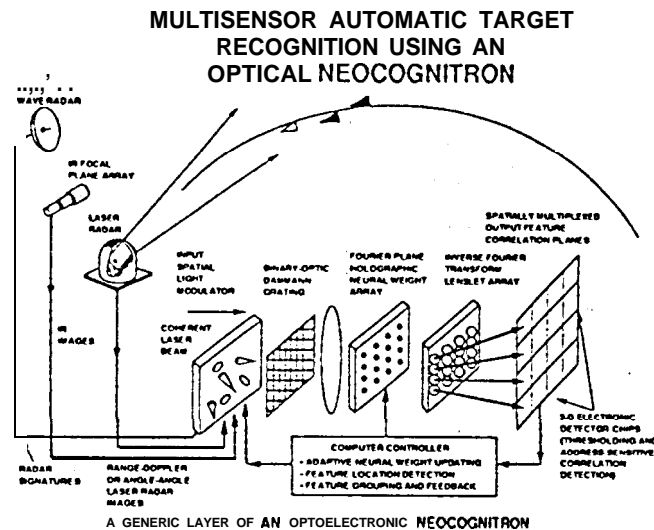 MULTISENSOR AUTOMATIC TARGET
RECOGNITION USING AN
OPTICAL NEOCOGNITRON
WAVE RADAR
IR FOCAL
PLANE ARRAY
LASER
RADAR
INPUT
SPATIAL
LIGHT
MODULATOR
BINARY-OPTIC
DAMMANN
GRATING
FOURIER PLANE
HOLOGRAPHIC
NEURAL WEIGHT
ARRAY
INVERSE FOURIER
TRANSFORM
LENSLET ARRAY
SPATIALLY MULTIPLEXED
OUTPUT FEATURE
CORRELATION PLANES
COHERENT
LASER
BEAM
IR
IMAGES
RADAR
SIGNATURES
RANGE-DOPPLER
OR ANGLE-ANGLE
LASER RADAR
IMAGES
COMPUTER CONTROLLER
- ADAPTIVE NEURAL WEIGHT UPDATING
- FEATURE LOCATION DETECTION
- FEATURE GROUPING AND FEEDBACK
3-D ELECTRONIC
DETECTOR CHIPS
(THRESHOLDING AND
ADDRESS SENSITIVE
CORRELATION
DETECTION)
A GENERIC LAYER OF AN OPTOELECTRONIC NEOCOGNITRON